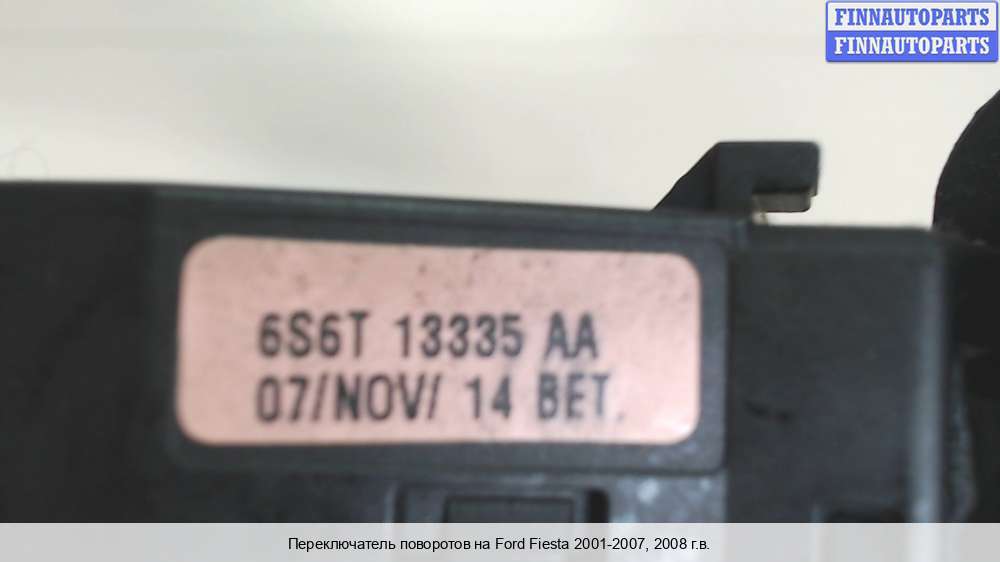 FINNAUTOPARTS
FINNAUTOPARTS
6S6T 13335 AA
07/NOV/ 14 BET.
Переключатель поворотов на Ford Fiesta 2001-2007, 2008 г.в.